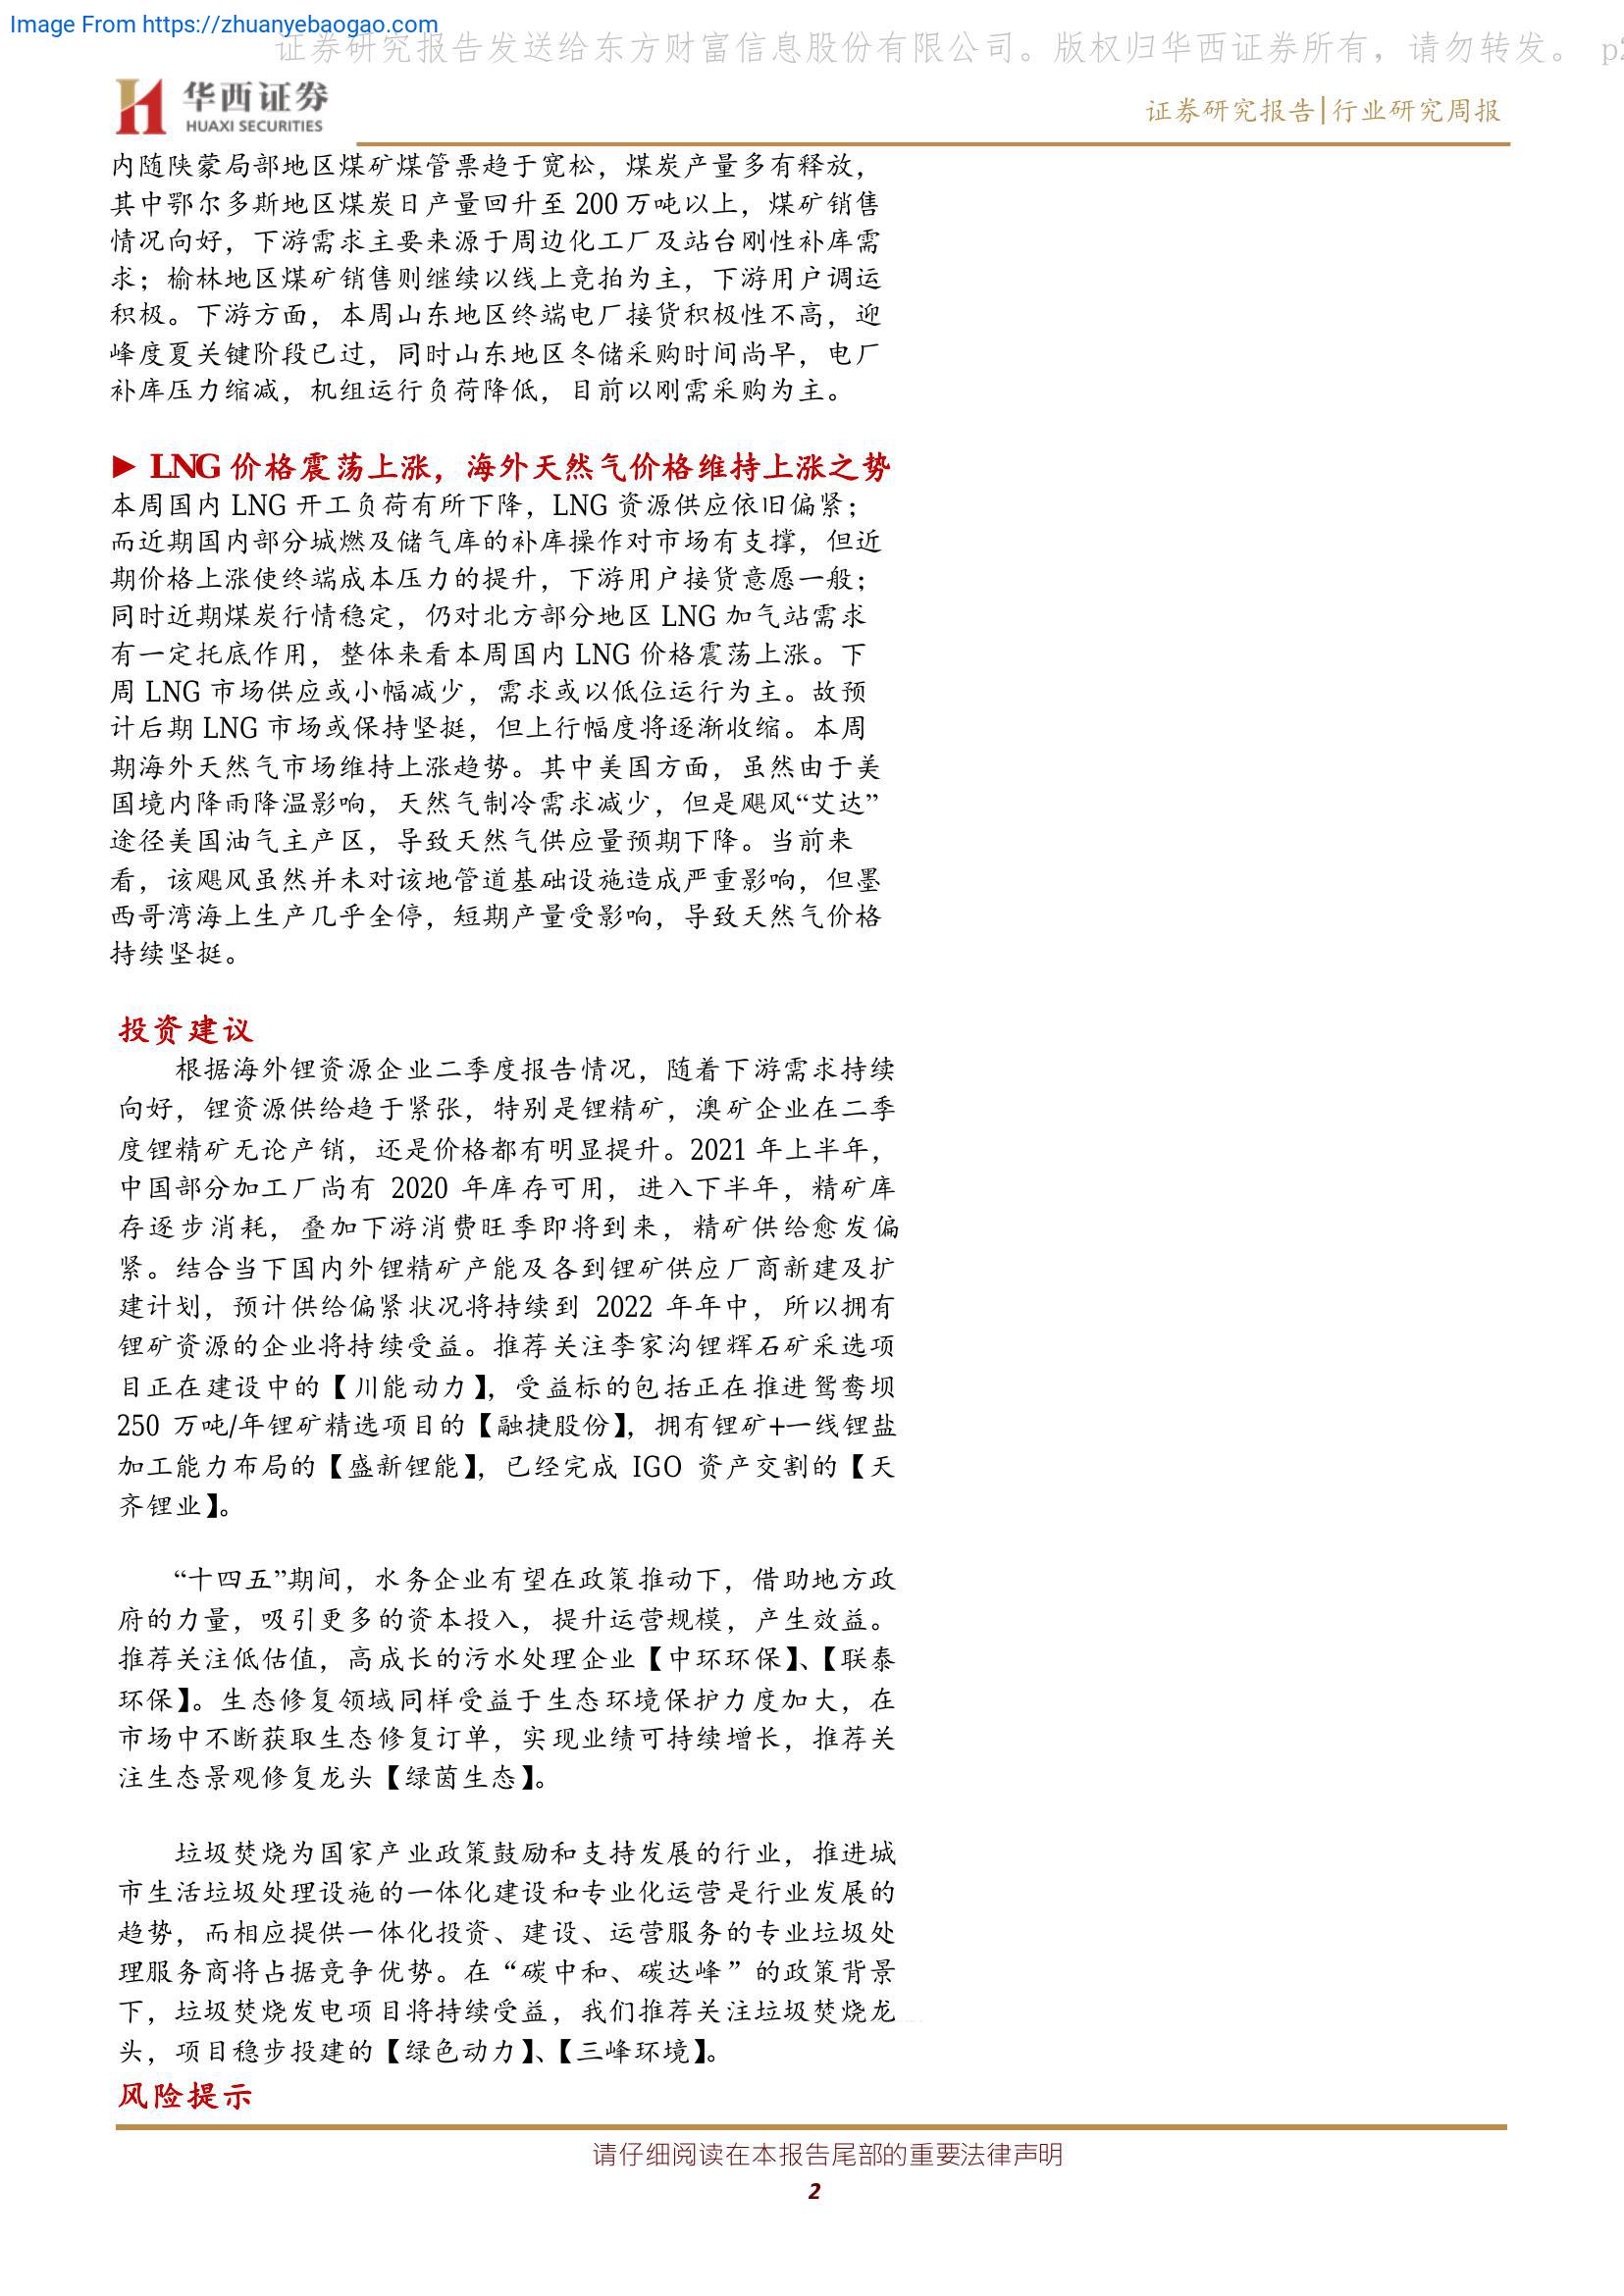 Image From https://zhuanyebaogao.com
证券研究报告发送给东方财富信息股份有限公司。版权归华西证券所有，请勿转发。 p2
华西证券
HUAXI SECURITIES
证券研究报告|行业研究周报
内随陕蒙局部地区煤矿煤管票趋于宽松，煤炭产量多有释放，
其中鄂尔多斯地区煤炭日产量回升至 200 万吨以上，煤矿销售
情况向好，下游需求主要来源于周边化工厂及站台刚性补库需
求；榆林地区煤矿销售则继续以线上竞拍为主，下游用户调运
积极。下游方面，本周山东地区终端电厂接货积极性不高，迎
峰度夏关键阶段已过，同时山东地区冬储采购时间尚早，电厂
补库压力缩减，机组运行负荷降低，目前以刚需采购为主。
► LNG 价格震荡上涨，海外天然气价格维持上涨之势
本周国内 LNG 开工负荷有所下降，LNG 资源供应依旧偏紧；
而近期国内部分城燃及储气库的补库操作对市场有支撑，但近
期价格上涨使终端成本压力的提升，下游用户接货意愿一般；
同时近期煤炭行情稳定，仍对北方部分地区 LNG 加气站需求
有一定托底作用，整体来看本周国内 LNG 价格震荡上涨。下
周 LNG 市场供应或小幅减少，需求或以低位运行为主。故预
计后期 LNG 市场或保持坚挺，但上行幅度将逐渐收缩。本周
期海外天然气市场维持上涨趋势。其中美国方面，虽然由于美
国境内降雨降温影响，天然气制冷需求减少，但是飓风“艾达”
途径美国油气主产区，导致天然气供应量预期下降。当前来
看，该飓风虽然并未对该地管道基础设施造成严重影响，但墨
西哥湾海上生产几乎全停，短期产量受影响，导致天然气价格
持续坚挺。
投资建议
根据海外锂资源企业二季度报告情况，随着下游需求持续
向好，锂资源供给趋于紧张，特别是锂精矿，澳矿企业在二季
度锂精矿无论产销，还是价格都有明显提升。2021 年上半年，
中国部分加工厂尚有 2020 年库存可用，进入下半年，精矿库
存逐步消耗，叠加下游消费旺季即将到来，精矿供给愈发偏
紧。结合当下国内外锂精矿产能及各到锂矿供应厂商新建及扩
建计划，预计供给偏紧状况将持续到 2022 年年中，所以拥有
锂矿资源的企业将持续受益。推荐关注李家沟锂辉石矿采选项
目正在建设中的【川能动力】，受益标的包括正在推进鸳鸯坝
250 万吨/年锂矿精选项目的【融捷股份】，拥有锂矿+一线锂盐
加工能力布局的【盛新锂能】，已经完成 IGO 资产交割的【天
齐锂业】。
“十四五”期间，水务企业有望在政策推动下，借助地方政
府的力量，吸引更多的资本投入，提升运营规模，产生效益。
推荐关注低估值，高成长的污水处理企业【中环环保】、【联泰
环保】。生态修复领域同样受益于生态环境保护力度加大，在
市场中不断获取生态修复订单，实现业绩可持续增长，推荐关
注生态景观修复龙头【绿茵生态】。
垃圾焚烧为国家产业政策鼓励和支持发展的行业，推进城
市生活垃圾处理设施的一体化建设和专业化运营是行业发展的
趋势，而相应提供一体化投资、建设、运营服务的专业垃圾处
理服务商将占据竞争优势。在“碳中和、碳达峰”的政策背景
下，垃圾焚烧发电项目将持续受益，我们推荐关注垃圾焚烧龙
头，项目稳步投建的【绿色动力】、【三峰环境】。
风险提示
请仔细阅读在本报告尾部的重要法律声明
2